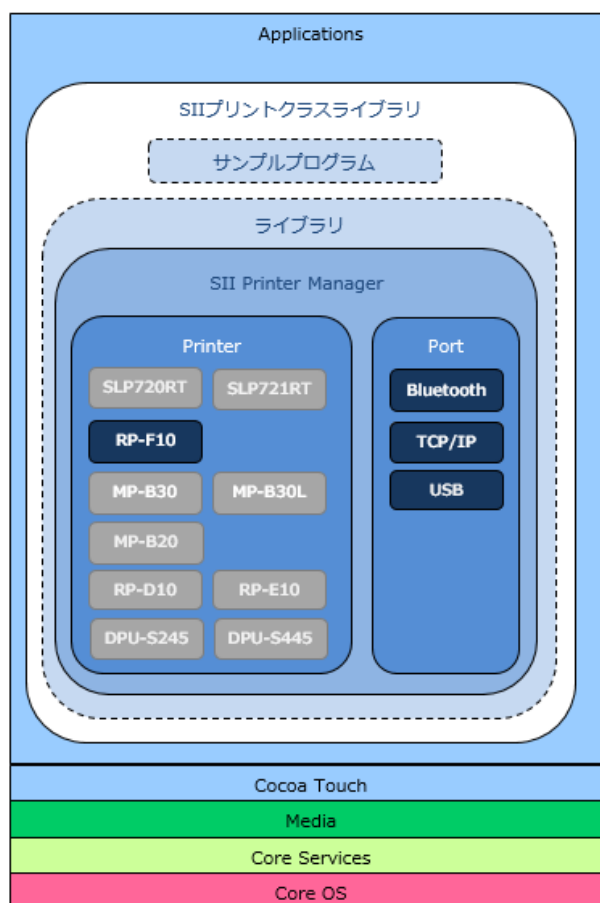 Applications
SIIプリントクラスライブラリ
サンプルプログラム
ライブラリ
SII Printer Manager
Printer
SLP720RT
SLP721RT
RP-F10
MP-B30
MP-B30L
MP-B20
RP-D10
RP-E10
DPU-S245
DPU-S445
Port
Bluetooth
TCP/IP
USB
Cocoa Touch
Media
Core Services
Core OS